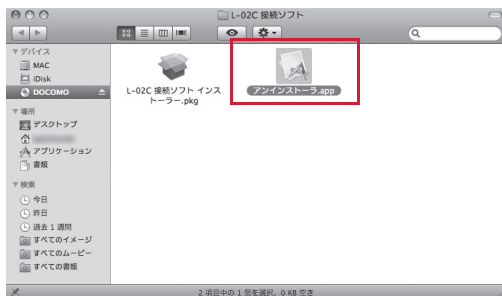 L-02C 接続ソフト
デバイス
MAC
iDisk
DOCOMO
場所
デスクトップ
アプリケーション
書類
検索
今日
昨日
過去 1 週間
すべてのイメージ
すべてのムービー
すべての書類
L-02C 接続ソフト インス
トーラー.pkg
アンインストーラ.app
2 項目中の 1 個を選択、0 KB 空き